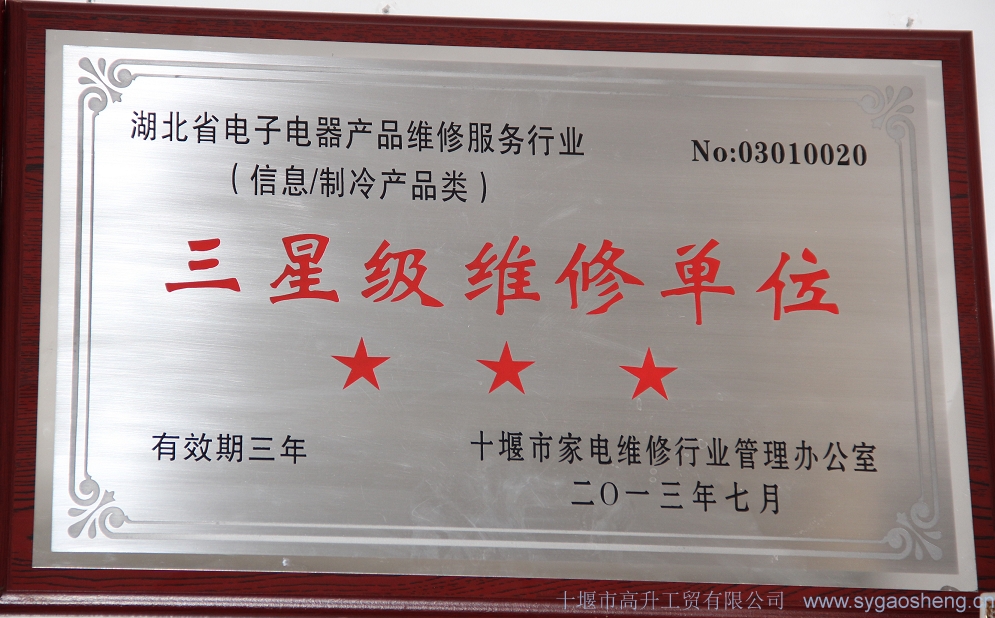 湖北省电子电器产品维修服务行业
（信息/制冷产品类）
No:03010020
三星级维修单位
★ ★ ★
有效期三年
十堰市家电维修行业管理办公室
二〇一三年七月
十堰市高升工贸有限公司 www.sygaosheng.cn